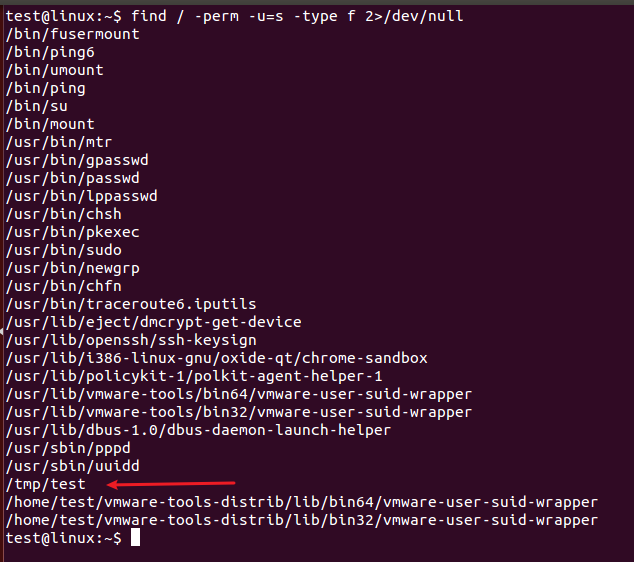 test@linux:~$ find / -perm -u=s -type f 2>/dev/null
/bin/fusermount
/bin/ping6
/bin/umount
/bin/ping
/bin/su
/bin/mount
/usr/bin/mtr
/usr/bin/gpasswd
/usr/bin/passwd
/usr/bin/lppasswd
/usr/bin/chsh
/usr/bin/pkexec
/usr/bin/sudo
/usr/bin/newgrp
/usr/bin/chfn
/usr/bin/traceroute6.iputils
/usr/lib/eject/dmcrypt-get-device
/usr/lib/openssh/ssh-keysign
/usr/lib/i386-linux-gnu/oxide-qt/chrome-sandbox
/usr/lib/policykit-1/polkit-agent-helper-1
/usr/lib/vmware-tools/bin64/vmware-user-suid-wrapper
/usr/lib/vmware-tools/bin32/vmware-user-suid-wrapper
/usr/lib/dbus-1.0/dbus-daemon-launch-helper
/usr/sbin/pppd
/usr/sbin/uuidd
/tmp/test
/home/test/vmware-tools-distrib/lib/bin64/vmware-user-suid-wrapper
/home/test/vmware-tools-distrib/lib/bin32/vmware-user-suid-wrapper
test@linux:~$